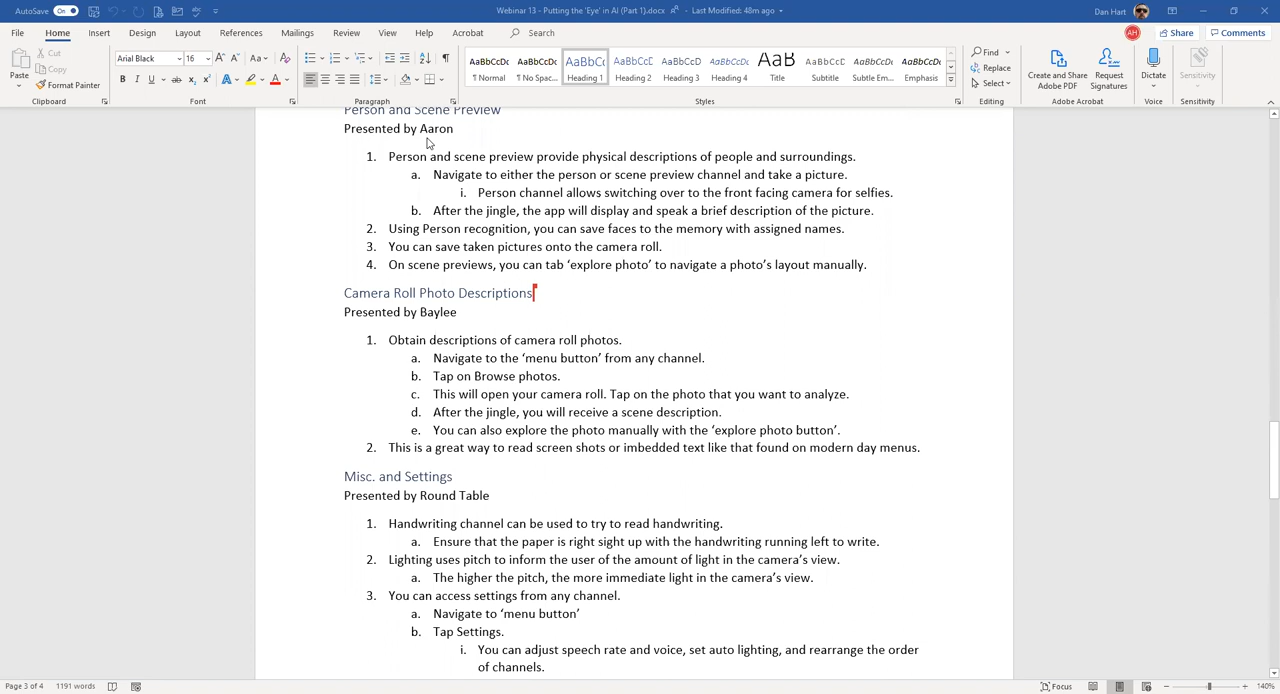 AutoSave On Webinar 13 - Putting the 'Eye' in AI (Part 1).docx - Last Modified: 48m ago Dan Hart
File Home Insert Draw Design Layout References Mailings Review View Help Acrobat Search AH Share Comments
Paste Cut Copy Format Painter Clipboard
Arial Black 16 Font
Paragraph
AaBbCcDc ¶ Normal AaBbCcDc ¶ No Spac... AaBbCc Heading 1 AaBbCcDc Heading 2 AaBbCcD Heading 3 AaBbCcDc Heading 4 AaB Title AaBbCcDc Subtitle AaBbCcDc Subtle Em... AaBbCcDc Emphasis Styles
Find Replace Select Editing
Create and Share Adobe PDF Request Signatures Adobe Acrobat
Dictate Voice
Sensitivity Sensitivity
Person and Scene Preview
Presented by Aaron
1. Person and scene preview provide physical descriptions of people and surroundings.
a. Navigate to either the person or scene preview channel and take a picture.
i. Person channel allows switching over to the front facing camera for selfies.
b. After the jingle, the app will display and speak a brief description of the picture.
2. Using Person recognition, you can save faces to the memory with assigned names.
3. You can save taken pictures onto the camera roll.
4. On scene previews, you can tab ‘explore photo’ to navigate a photo’s layout manually.
Camera Roll Photo Descriptions
Presented by Baylee
1. Obtain descriptions of camera roll photos.
a. Navigate to the ‘menu button’ from any channel.
b. Tap on Browse photos.
c. This will open your camera roll. Tap on the photo that you want to analyze.
d. After the jingle, you will receive a scene description.
e. You can also explore the photo manually with the ‘explore photo button’.
2. This is a great way to read screen shots or imbedded text like that found on modern day menus.
Misc. and Settings
Presented by Round Table
1. Handwriting channel can be used to try to read handwriting.
a. Ensure that the paper is right sight up with the handwriting running left to write.
2. Lighting uses pitch to inform the user of the amount of light in the camera’s view.
a. The higher the pitch, the more immediate light in the camera’s view.
3. You can access settings from any channel.
a. Navigate to ‘menu button’
b. Tap Settings.
i. You can adjust speech rate and voice, set auto lighting, and rearrange the order
of channels.
Page 3 of 4 1191 words Focus 140%